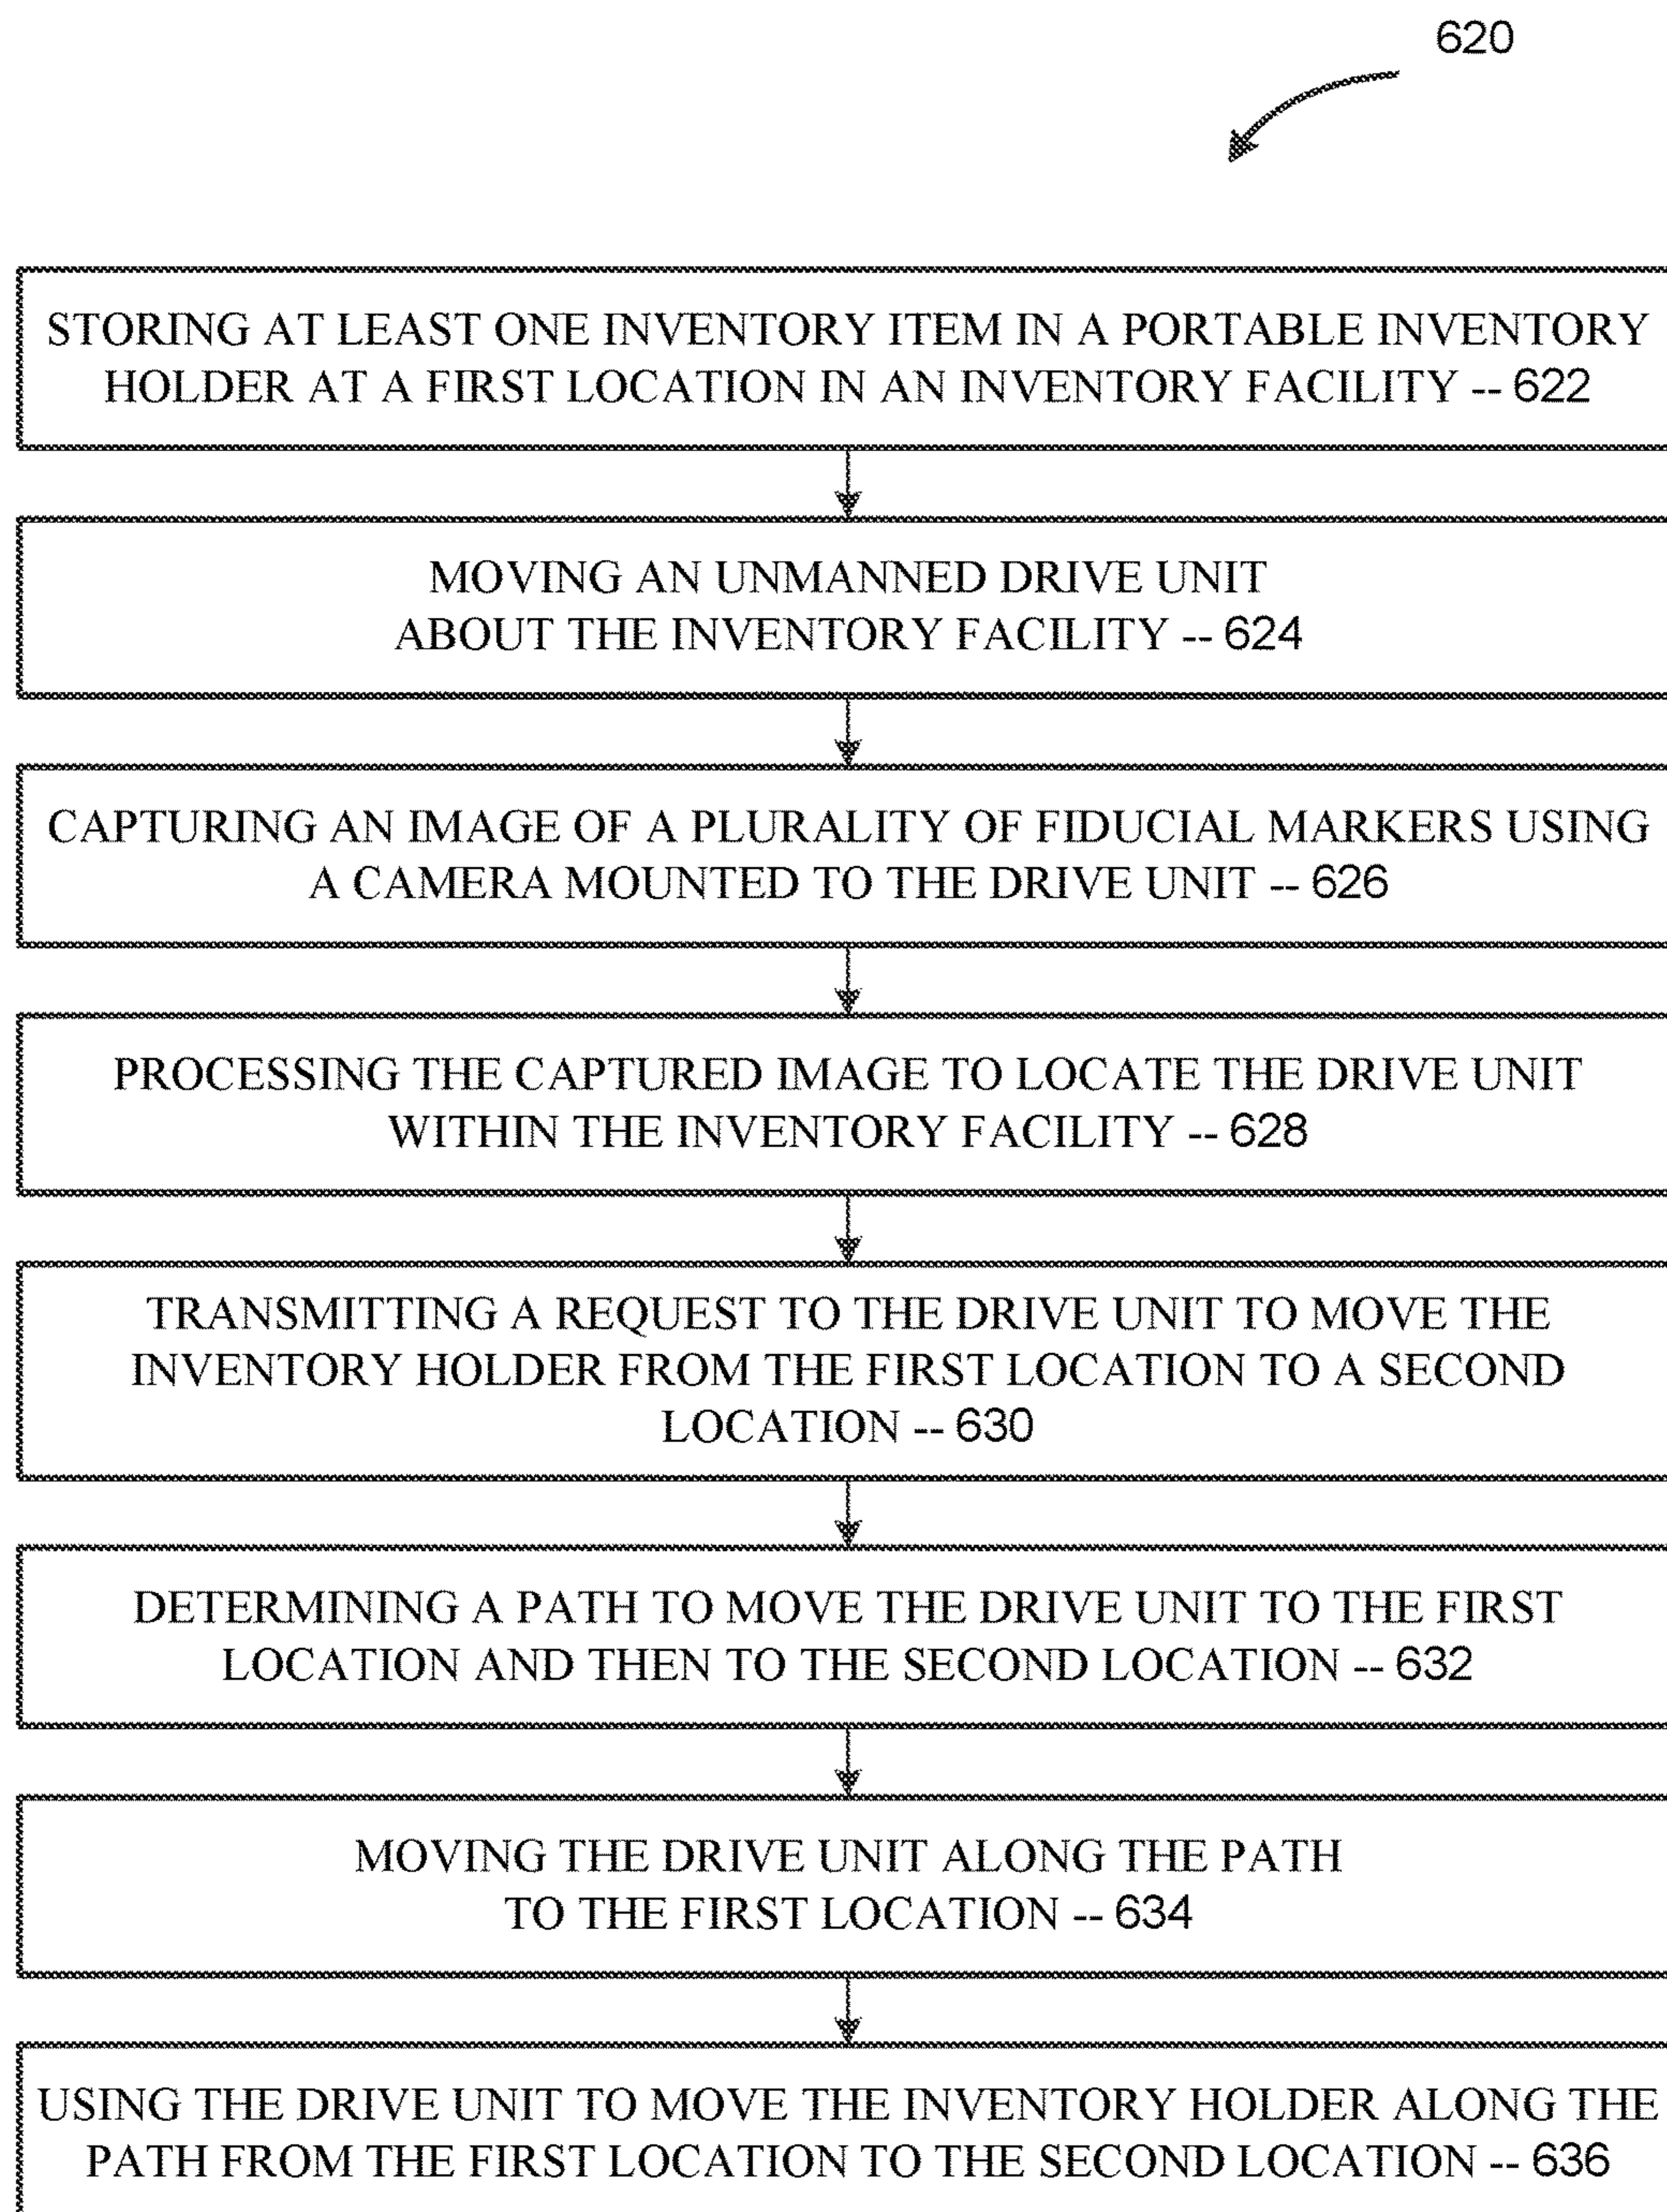 620
STORING AT LEAST ONE INVENTORY ITEM IN A PORTABLE INVENTORY
HOLDER AT A FIRST LOCATION IN AN INVENTORY FACILITY -- 622
MOVING AN UNMANNED DRIVE UNIT
ABOUT THE INVENTORY FACILITY -- 624
CAPTURING AN IMAGE OF A PLURALITY OF FIDUCIAL MARKERS USING
A CAMERA MOUNTED TO THE DRIVE UNIT -- 626
PROCESSING THE CAPTURED IMAGE TO LOCATE THE DRIVE UNIT
WITHIN THE INVENTORY FACILITY -- 628
TRANSMITTING A REQUEST TO THE DRIVE UNIT TO MOVE THE
INVENTORY HOLDER FROM THE FIRST LOCATION TO A SECOND
LOCATION -- 630
DETERMINING A PATH TO MOVE THE DRIVE UNIT TO THE FIRST
LOCATION AND THEN TO THE SECOND LOCATION -- 632
MOVING THE DRIVE UNIT ALONG THE PATH
TO THE FIRST LOCATION -- 634
USING THE DRIVE UNIT TO MOVE THE INVENTORY HOLDER ALONG THE
PATH FROM THE FIRST LOCATION TO THE SECOND LOCATION -- 636